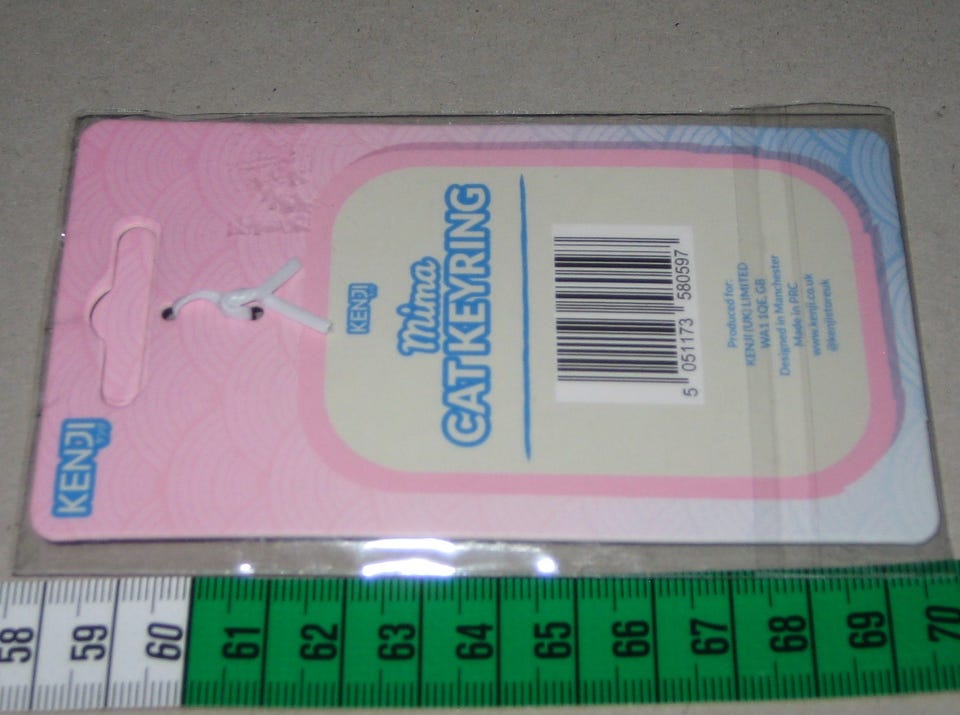 KENJI
KENJI
mima
CAT KEYRING
5 051173 580597
Produced for:
KENJI (UK) LIMITED
WA1 1QE, GB
Designed in Manchester
Made in PRC
www.kenji.co.uk
@kenjistoreuk
58 59 60 61 62 63 64 65 66 67 68 69 70